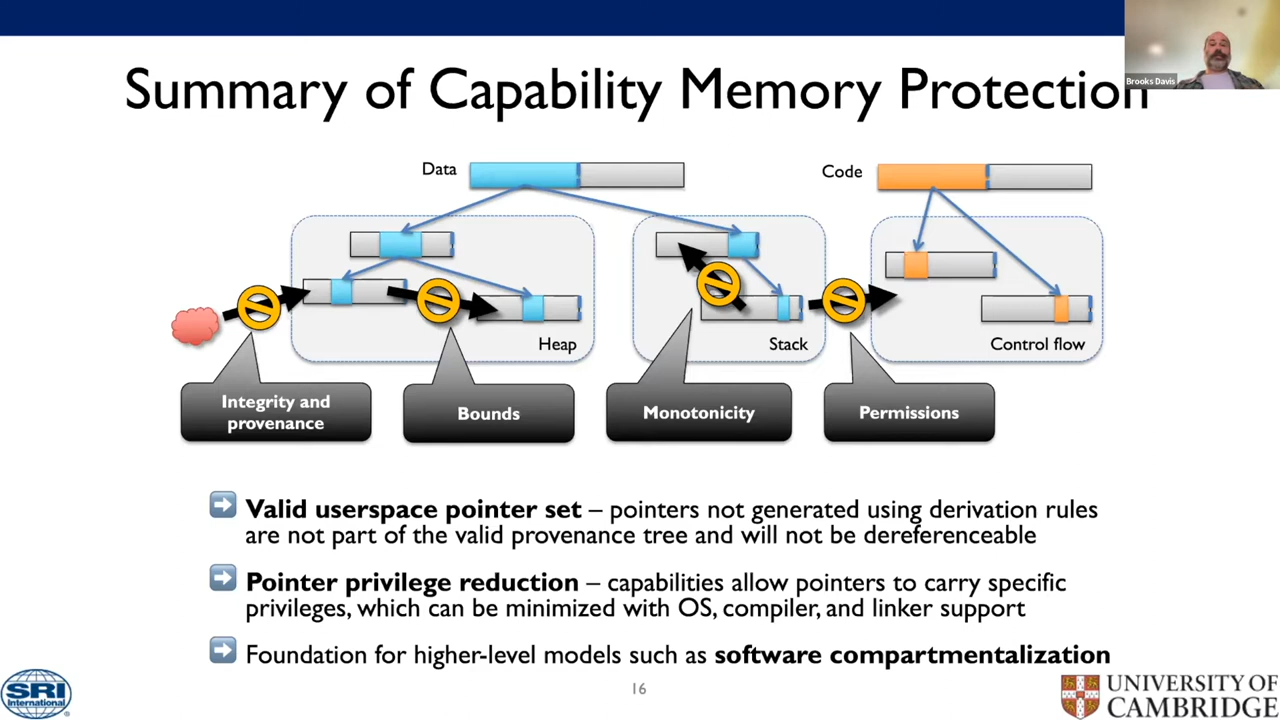 Brooks Davis
Summary of Capability Memory Protection
Data
Code
Heap
Stack
Control flow
Integrity and
provenance
Bounds
Monotonicity
Permissions
Valid userspace pointer set – pointers not generated using derivation rules
are not part of the valid provenance tree and will not be dereferenceable
Pointer privilege reduction – capabilities allow pointers to carry specific
privileges, which can be minimized with OS, compiler, and linker support
Foundation for higher-level models such as software compartmentalization
SRI
International
®
16
UNIVERSITY OF
CAMBRIDGE